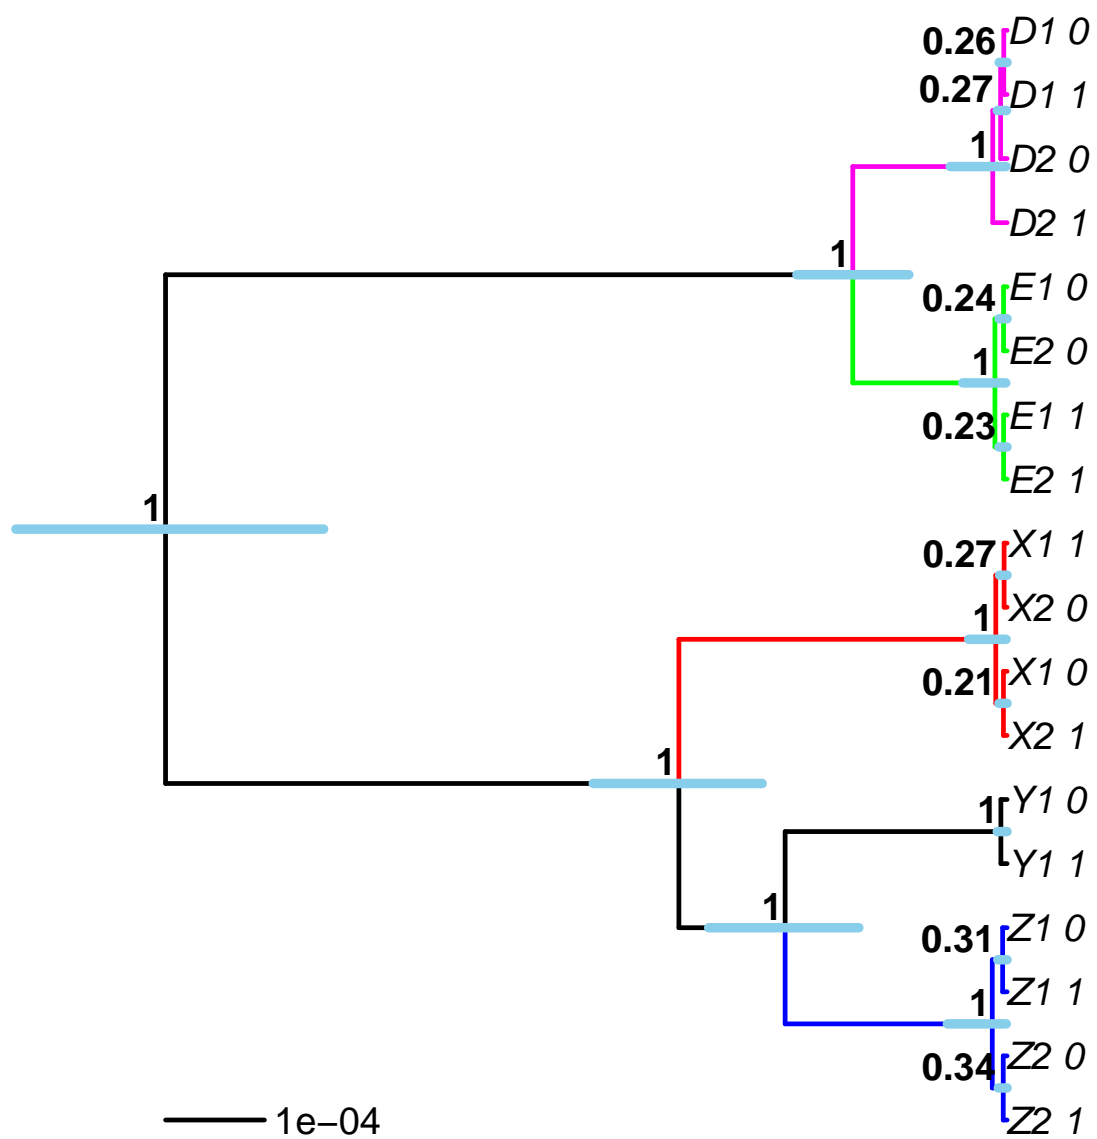 D1 0
0.26
0.27
D1 1
1
D2 0
D2 1
1
E1 0
0.24
E2 0
1
E1 1
0.23
E2 1
1
X1 1
0.27
X2 0
1
X1 0
0.21
X2 1
1
Y1 0
1
Y1 1
1
Z1 0
0.31
Z1 1
1
Z2 0
0.34
Z2 1
1e−04